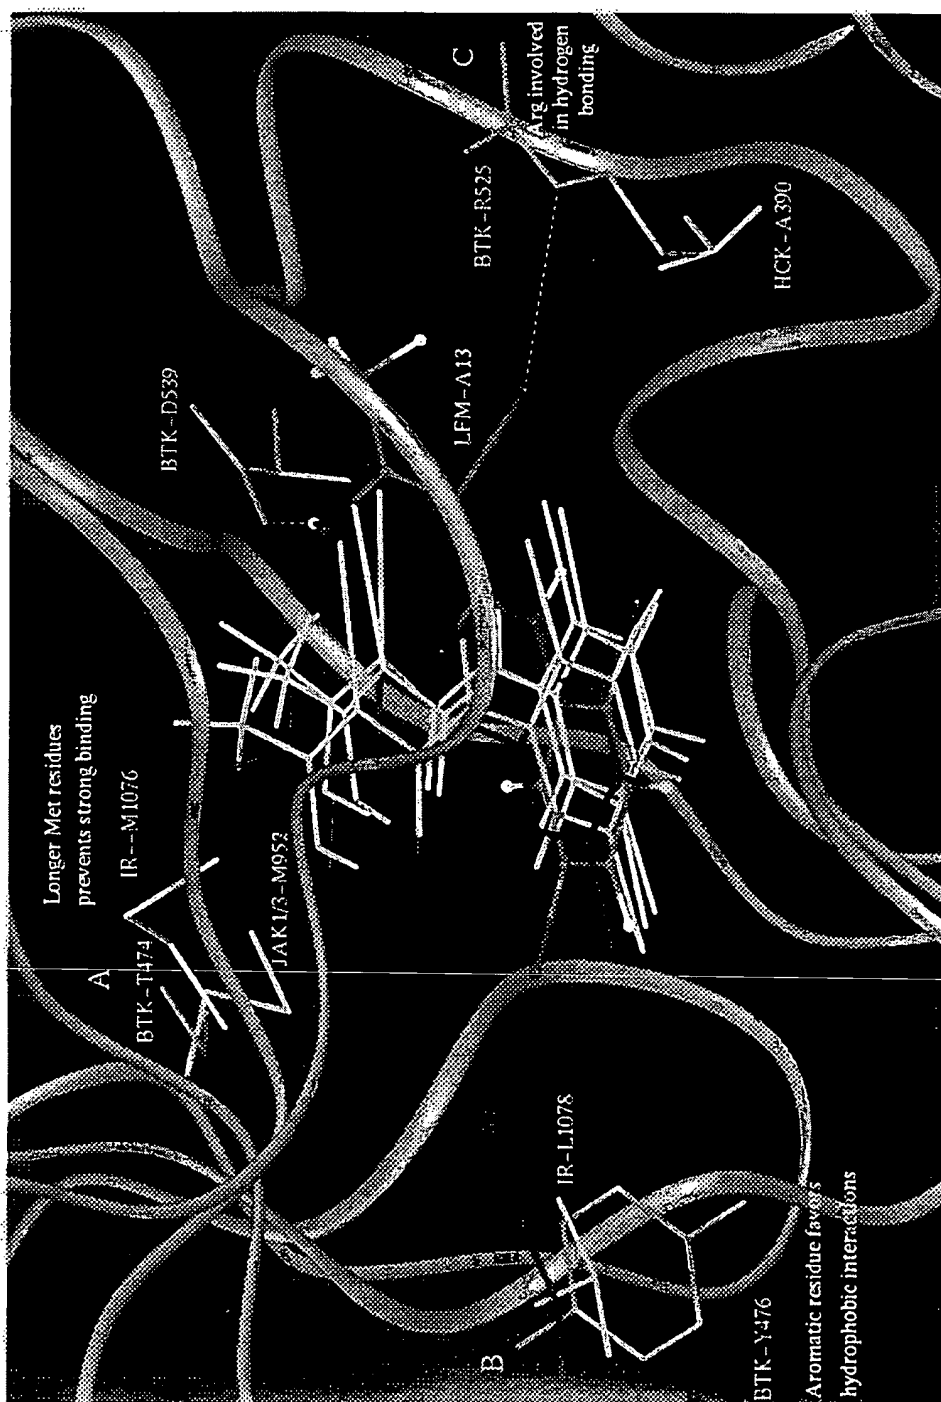 A
Longer Met residues
prevents strong binding
BTK-T474
IR--M1076
JAK1/3-M952
BTK-D539
LFM-A13
C
Arg involved
in hydrogen
bonding
BTK-R525
HCK-A390
B
IR-L1078
BTK-Y476
Aromatic residue favors
hydrophobic interactions